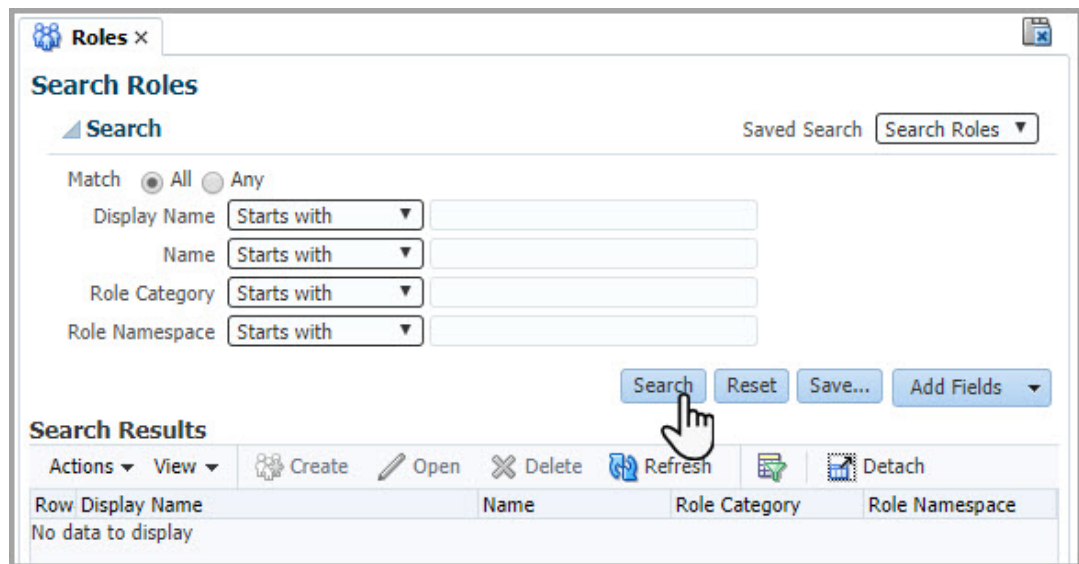 Roles ×
Search Roles
Search
Saved Search Search Roles
Match All Any
Display Name Starts with
Name Starts with
Role Category Starts with
Role Namespace Starts with
Search Reset Save... Add Fields
Search Results
Actions View Create Open Delete Refresh Detach
Row Display Name Name Role Category Role Namespace
No data to display